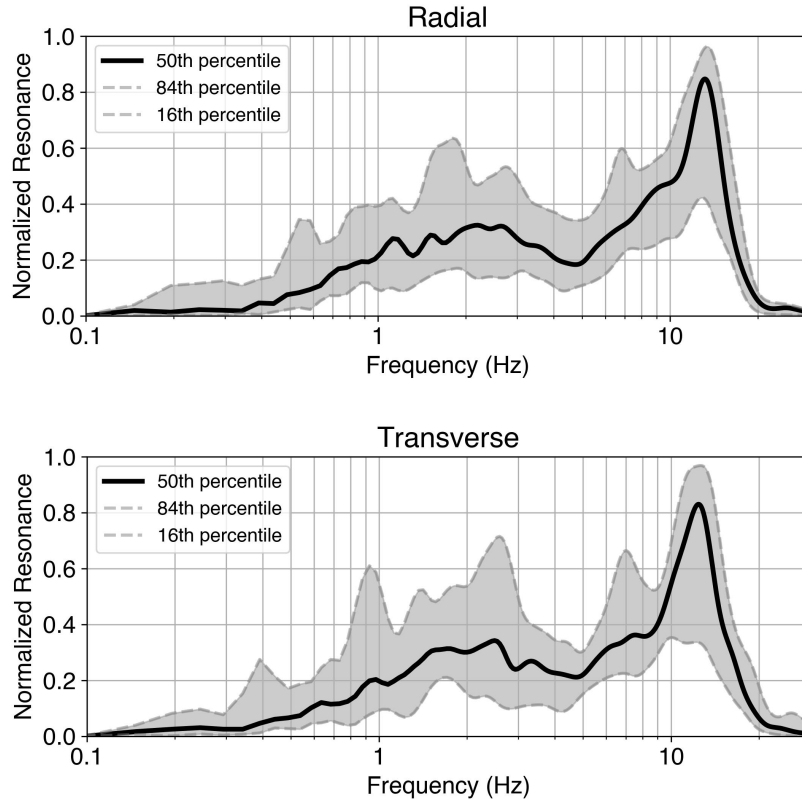 Radial
Normalized Resonance
1.0
0.8
0.6
0.4
0.2
0.0
50th percentile
84th percentile
16th percentile
0.1 1 10
Frequency (Hz)
Transverse
Normalized Resonance
1.0
0.8
0.6
0.4
0.2
0.0
50th percentile
84th percentile
16th percentile
0.1 1 10
Frequency (Hz)